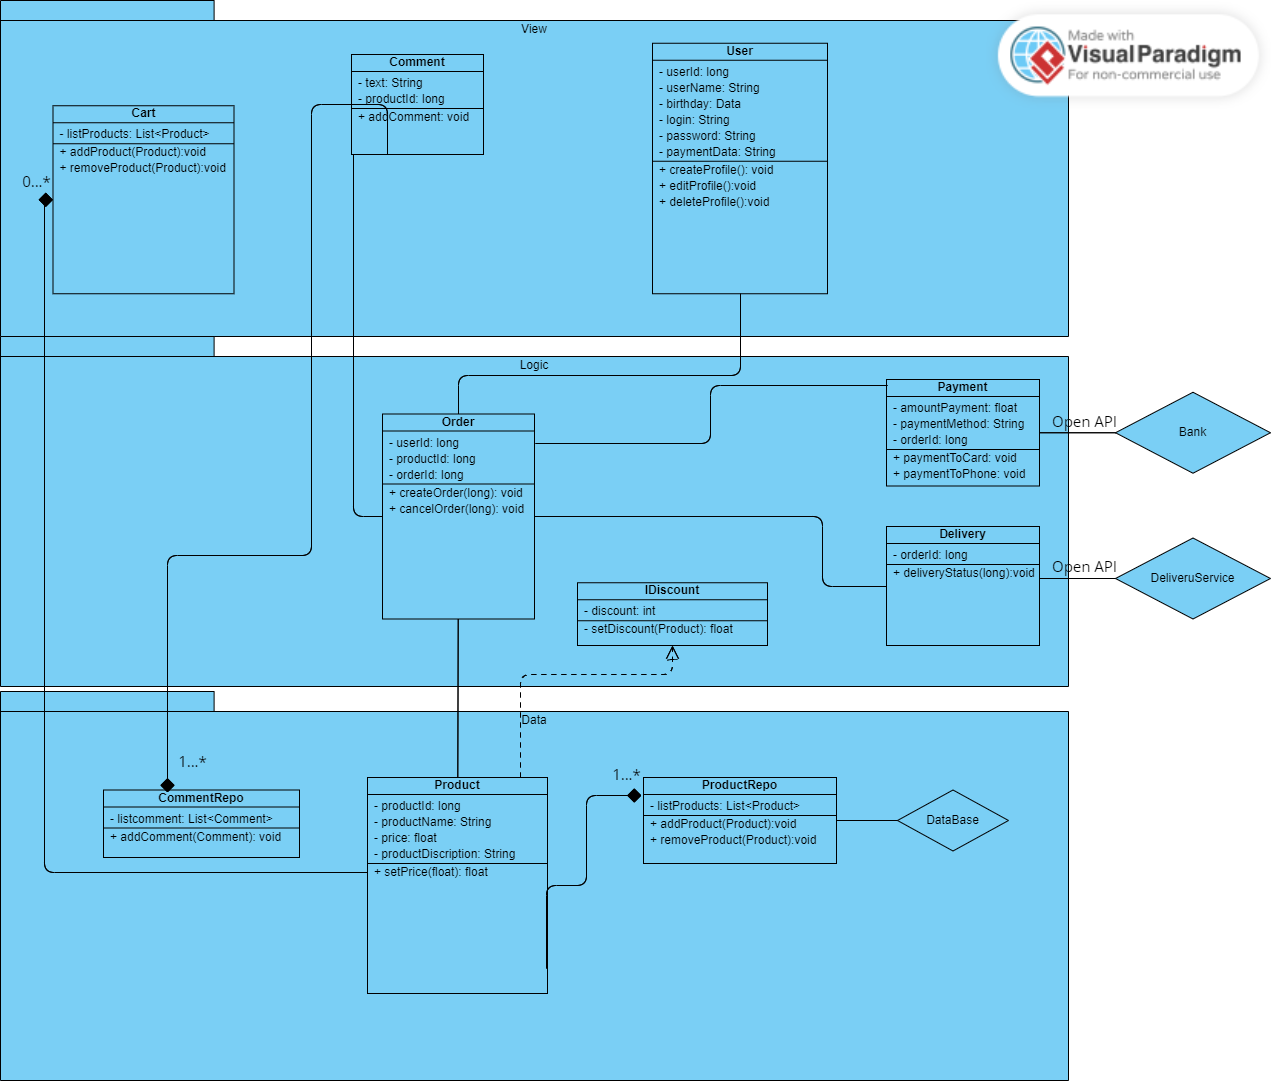 View
Made with
Visual Paradigm
For non-commercial use
Cart
- listProducts: List<Product>
+ addProduct(Product):void
+ removeProduct(Product):void
0...*
Comment
- text: String
- productId: long
+ addComment: void
User
- userId: long
- userName: String
- birthday: Data
- login: String
- password: String
- paymentData: String
+ createProfile(): void
+ editProfile():void
+ deleteProfile():void
Logic
Order
- userId: long
- productId: long
- orderId: long
+ createOrder(long): void
+ cancelOrder(long): void
Payment
- amountPayment: float
- paymentMethod: String
- orderId: long
+ paymentToCard: void
+ paymentToPhone: void
Open API
Bank
Delivery
- orderId: long
+ deliveryStatus(long):void
Open API
DeliveruService
IDiscount
- discount: int
- setDiscount(Product): float
Data
1...*
CommentRepo
- listcomment: List<Comment>
+ addComment(Comment): void
Product
- productId: long
- productName: String
- price: float
- productDiscription: String
+ setPrice(float): float
1...*
ProductRepo
- listProducts: List<Product>
+ addProduct(Product):void
+ removeProduct(Product):void
DataBase